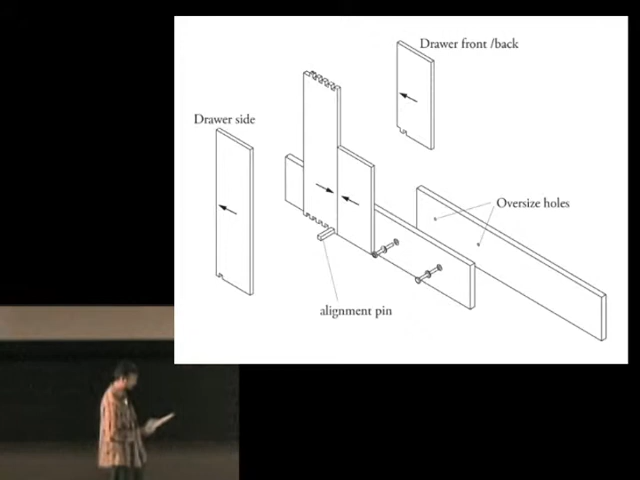 Drawer front /back
Drawer side
Oversize holes
alignment pin